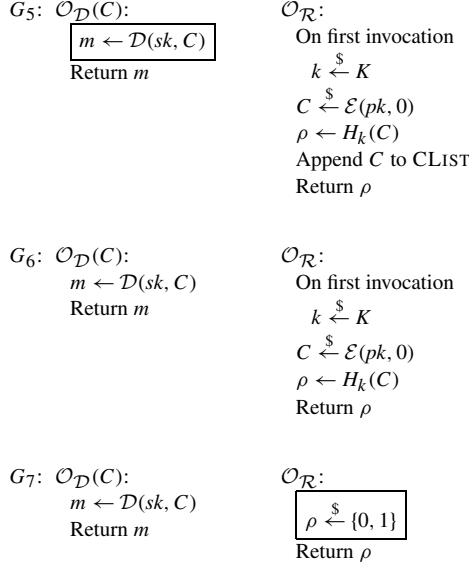 G₅: 𝒪_𝒟(C): 𝒪_ℛ:
m ← 𝒟(sk, C) On first invocation
Return m k ←$ K
C ←$ ℰ(pk, 0)
ρ ← H_k(C)
Append C to CLIST
Return ρ
G₆: 𝒪_𝒟(C): 𝒪_ℛ:
m ← 𝒟(sk, C) On first invocation
Return m k ←$ K
C ←$ ℰ(pk, 0)
ρ ← H_k(C)
Return ρ
G₇: 𝒪_𝒟(C): 𝒪_ℛ:
m ← 𝒟(sk, C) ρ ←$ {0, 1}
Return m Return ρ